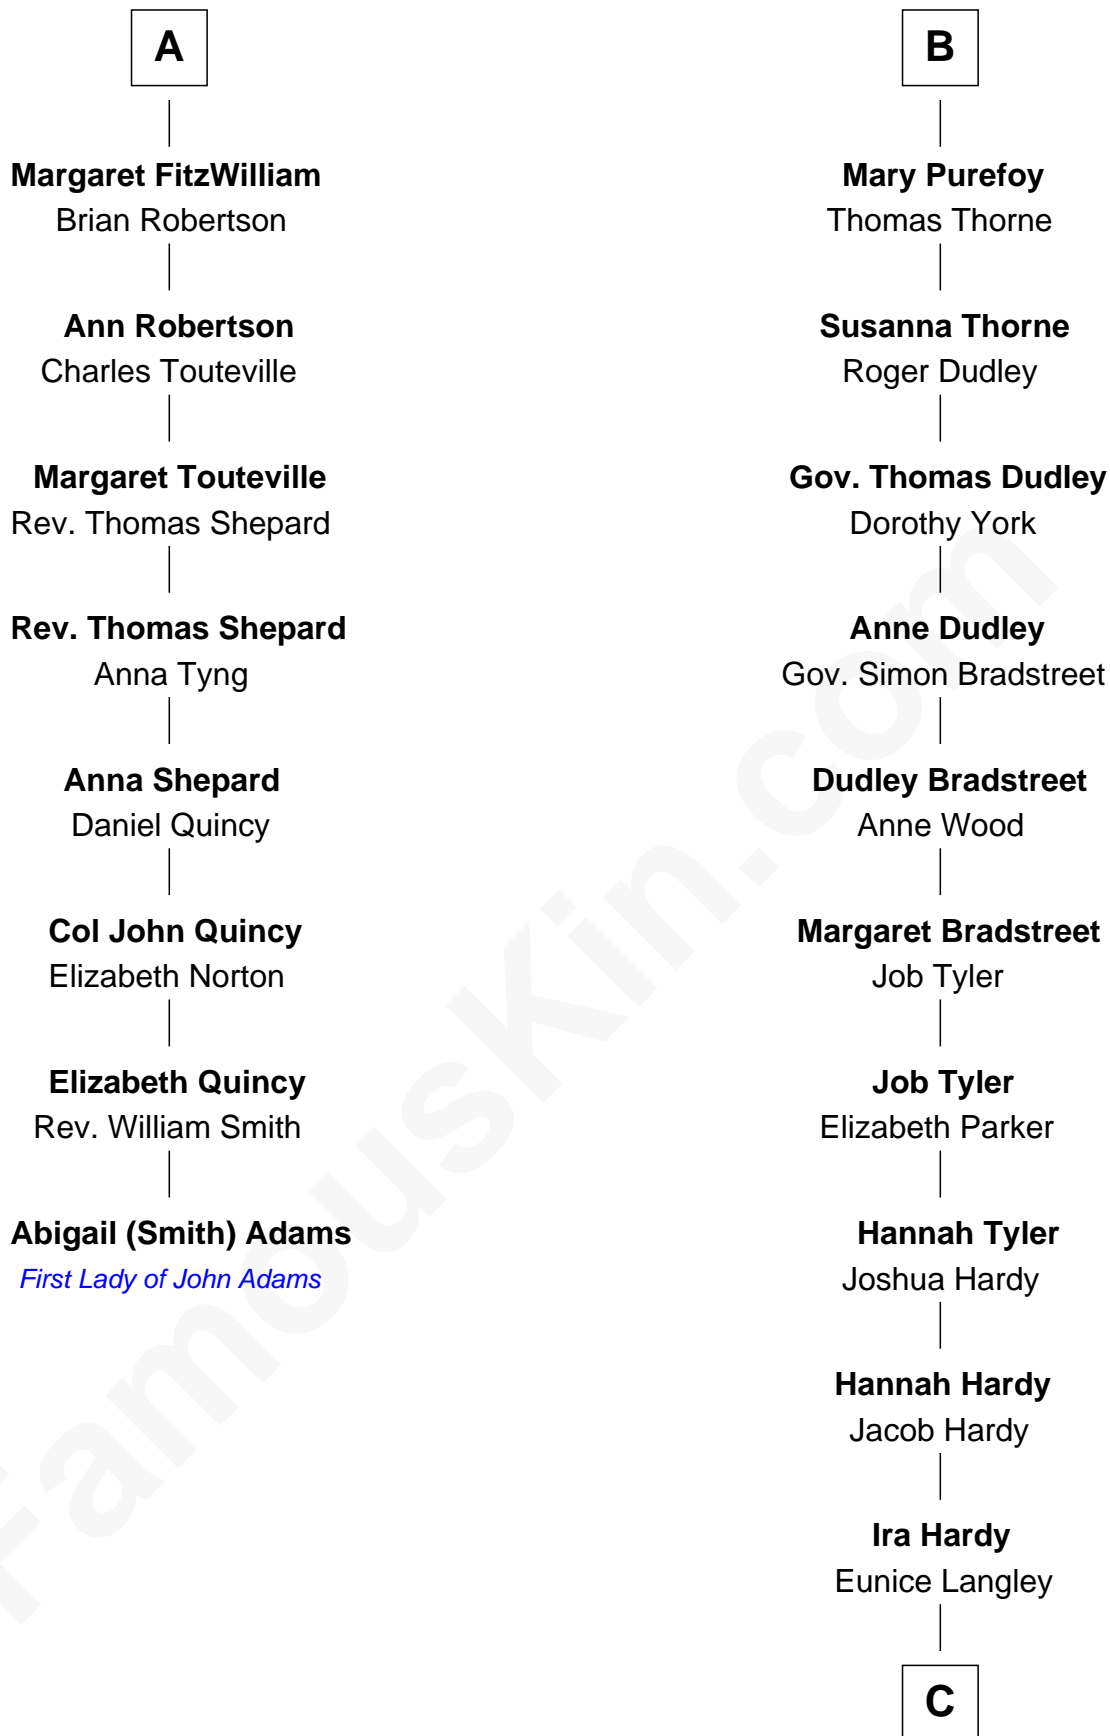 A
Margaret FitzWilliam
Brian Robertson
Ann Robertson
Charles Touteville
Margaret Touteville
Rev. Thomas Shepard
Rev. Thomas Shepard
Anna Tyng
Anna Shepard
Daniel Quincy
Col John Quincy
Elizabeth Norton
Elizabeth Quincy
Rev. William Smith
Abigail (Smith) Adams
First Lady of John Adams
B
Mary Purefoy
Thomas Thorne
Susanna Thorne
Roger Dudley
Gov. Thomas Dudley
Dorothy York
Anne Dudley
Gov. Simon Bradstreet
Dudley Bradstreet
Anne Wood
Margaret Bradstreet
Job Tyler
Job Tyler
Elizabeth Parker
Hannah Tyler
Joshua Hardy
Hannah Hardy
Jacob Hardy
Ira Hardy
Eunice Langley
C
FamousKin.com